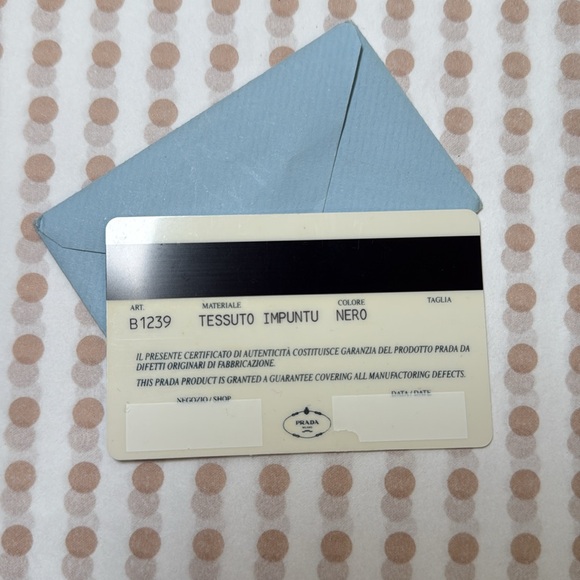 ART. MATERIALE COLORE TAGLIA
B1239 TESSUTO IMPUNTU NERO
IL PRESENTE CERTIFICATO DI AUTENTICITÀ COSTITUISCE GARANZIA DEL PRODOTTO PRADA DA
DIFETTI ORIGINARI DI FABBRICAZIONE.
THIS PRADA PRODUCT IS GRANTED A GUARANTEE COVERING ALL MANUFACTORING DEFECTS.
NEGOZIO / SHOP DATA / DATE
PRADA
MILANO